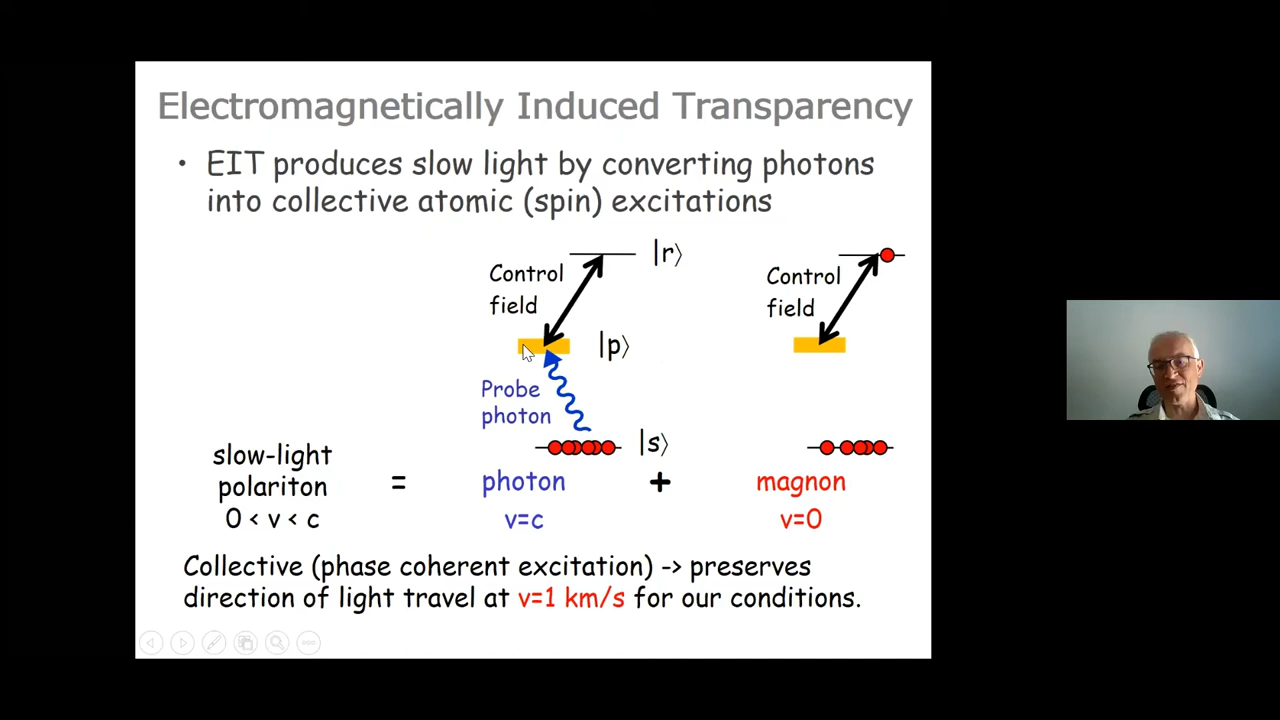 Electromagnetically Induced Transparency
• EIT produces slow light by converting photons
into collective atomic (spin) excitations
|r⟩
Control
field
Control
field
|p⟩
Probe
photon
|s⟩
slow-light
polariton
0 < v < c
=
photon
v=c
+
magnon
v=0
Collective (phase coherent excitation) -> preserves
direction of light travel at v=1 km/s for our conditions.